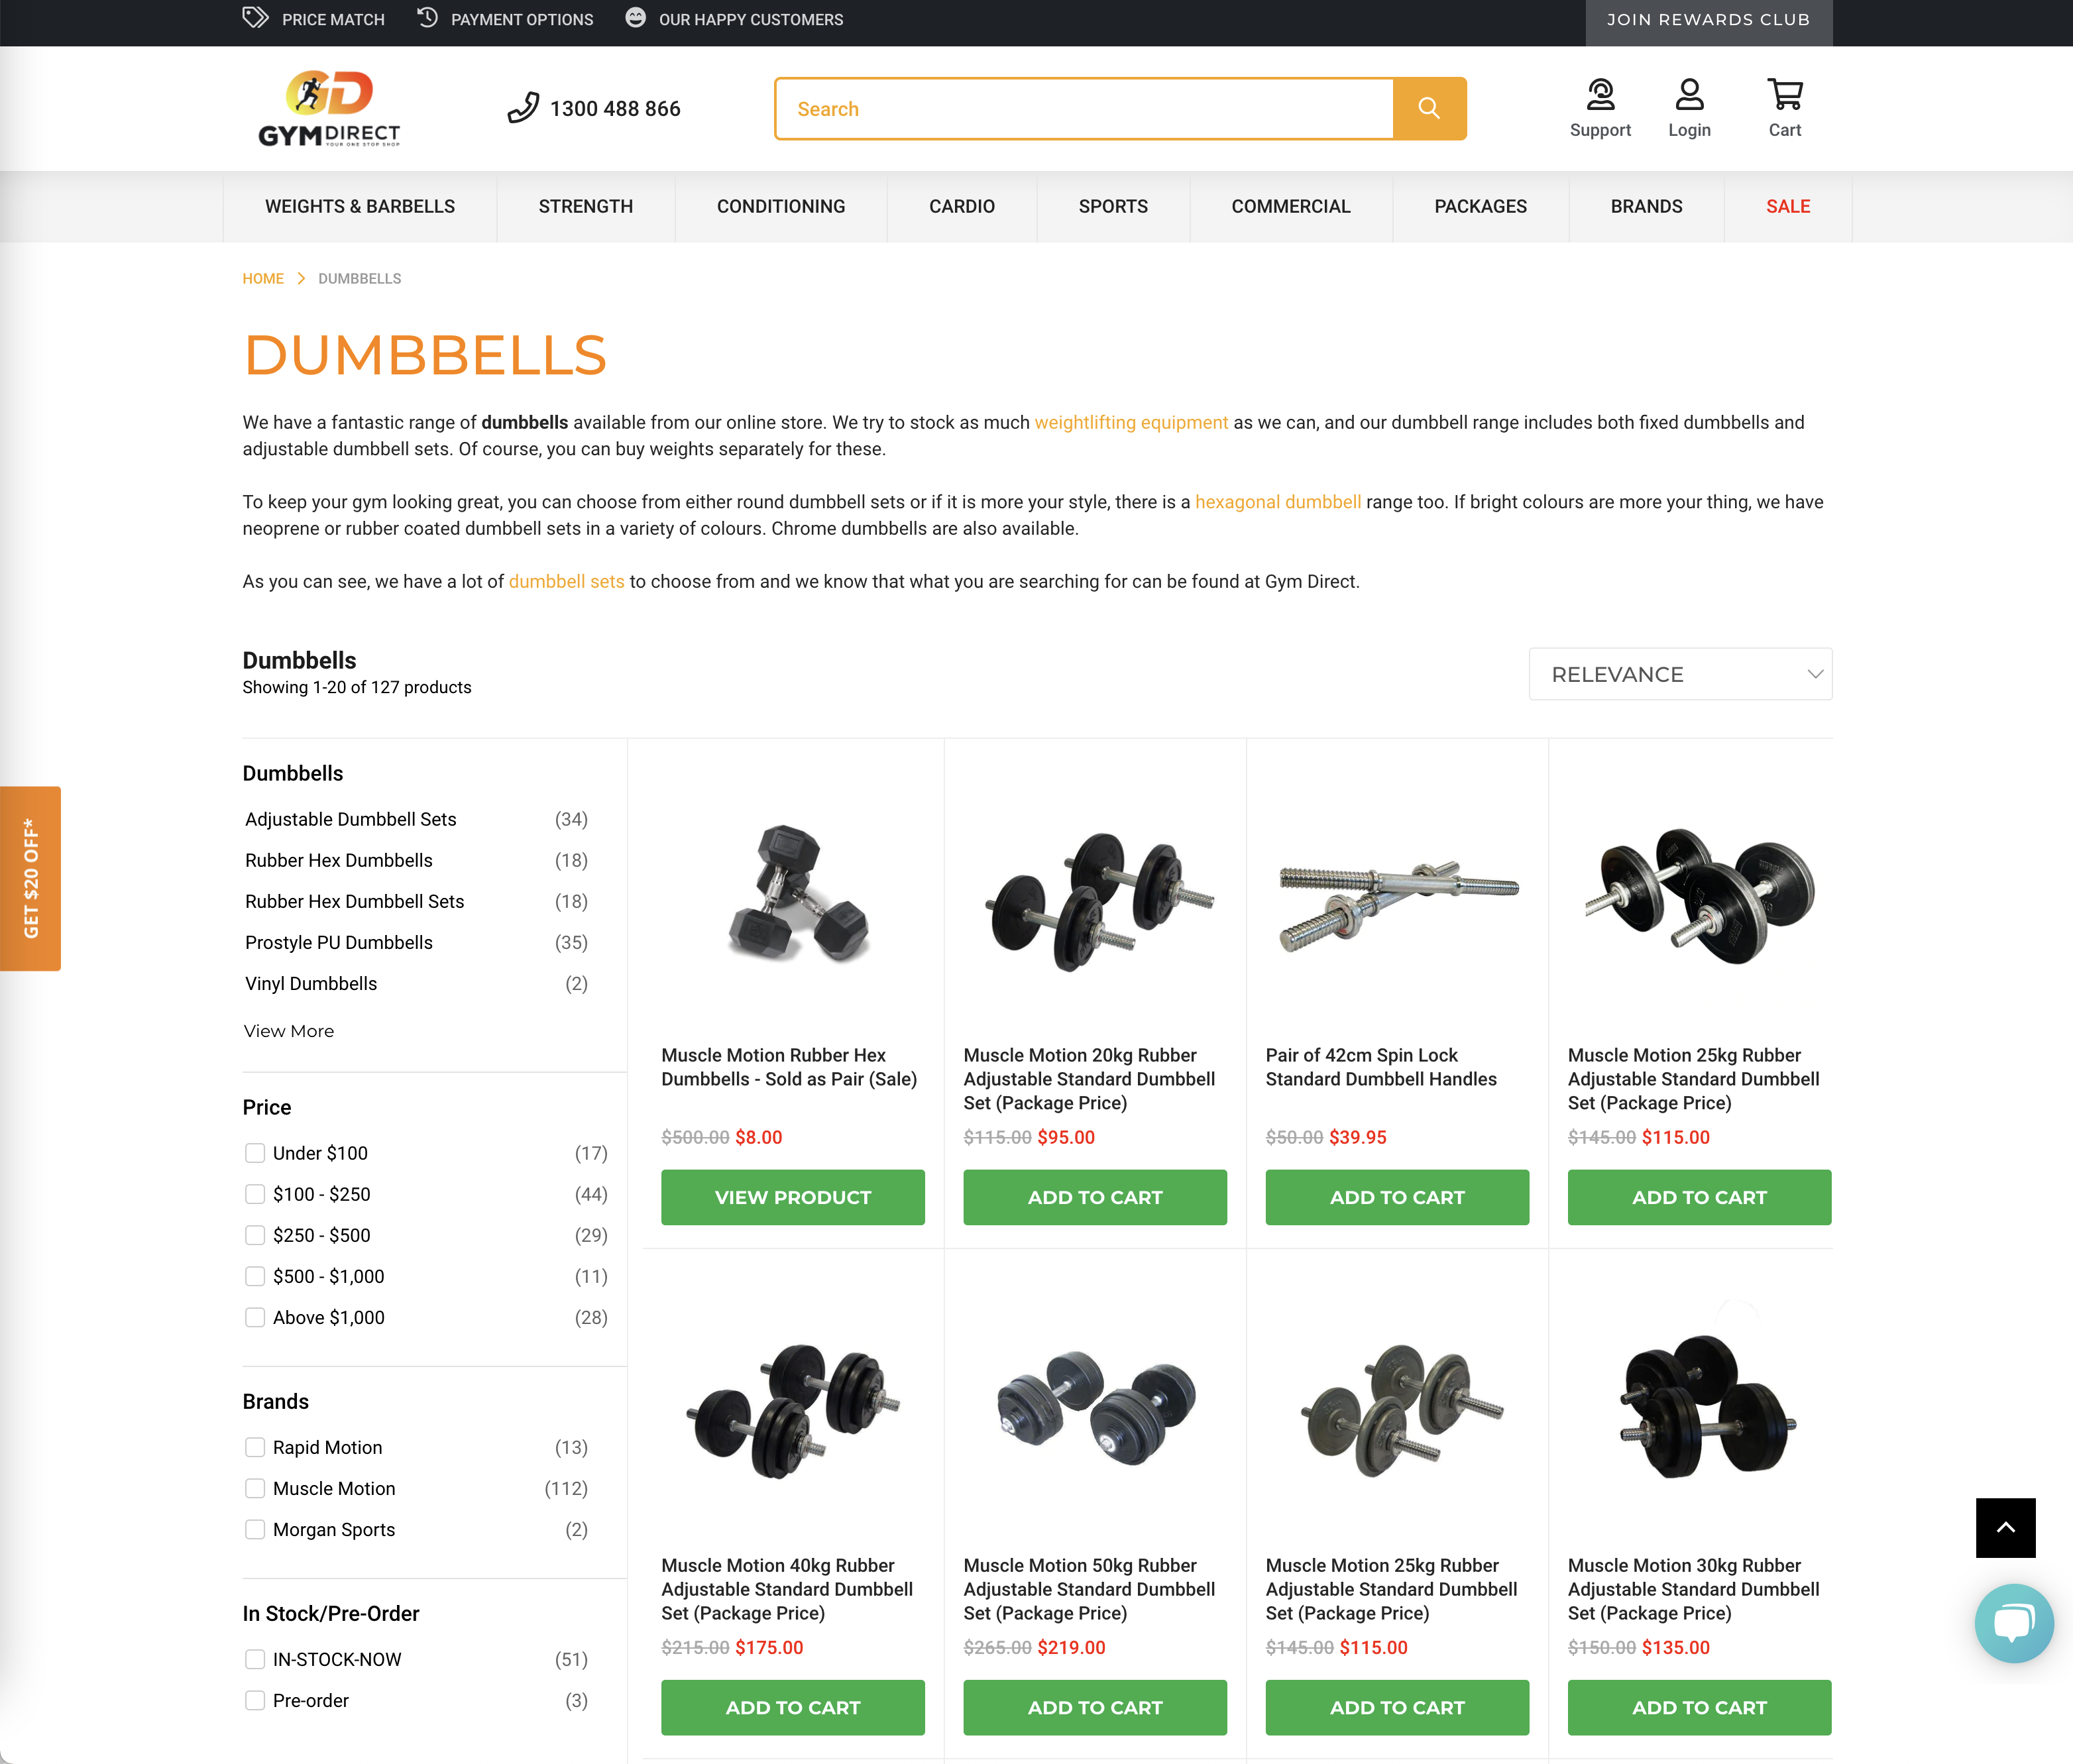 PRICE MATCH
PAYMENT OPTIONS
OUR HAPPY CUSTOMERS
JOIN REWARDS CLUB
GD
GYMDIRECT
YOUR ONE STOP SHOP
1300 488 866
Search
Support
Login
Cart
WEIGHTS & BARBELLS
STRENGTH
CONDITIONING
CARDIO
SPORTS
COMMERCIAL
PACKAGES
BRANDS
SALE
HOME > DUMBBELLS
DUMBBELLS
We have a fantastic range of dumbbells available from our online store. We try to stock as much weightlifting equipment as we can, and our dumbbell range includes both fixed dumbbells and
adjustable dumbbell sets. Of course, you can buy weights separately for these.
To keep your gym looking great, you can choose from either round dumbbell sets or if it is more your style, there is a hexagonal dumbbell range too. If bright colours are more your thing, we have
neoprene or rubber coated dumbbell sets in a variety of colours. Chrome dumbbells are also available.
As you can see, we have a lot of dumbbell sets to choose from and we know that what you are searching for can be found at Gym Direct.
Dumbbells
Showing 1-20 of 127 products
RELEVANCE
GET $20 OFF*
Dumbbells
Adjustable Dumbbell Sets (34)
Rubber Hex Dumbbells (18)
Rubber Hex Dumbbell Sets (18)
Prostyle PU Dumbbells (35)
Vinyl Dumbbells (2)
View More
Price
Under $100 (17)
$100 - $250 (44)
$250 - $500 (29)
$500 - $1,000 (11)
Above $1,000 (28)
Brands
Rapid Motion (13)
Muscle Motion (112)
Morgan Sports (2)
In Stock/Pre-Order
IN-STOCK-NOW (51)
Pre-order (3)
Muscle Motion Rubber Hex
Dumbbells - Sold as Pair (Sale)
$500.00 $8.00
VIEW PRODUCT
Muscle Motion 20kg Rubber
Adjustable Standard Dumbbell
Set (Package Price)
$115.00 $95.00
ADD TO CART
Pair of 42cm Spin Lock
Standard Dumbbell Handles
$50.00 $39.95
ADD TO CART
Muscle Motion 25kg Rubber
Adjustable Standard Dumbbell
Set (Package Price)
$145.00 $115.00
ADD TO CART
Muscle Motion 40kg Rubber
Adjustable Standard Dumbbell
Set (Package Price)
$215.00 $175.00
ADD TO CART
Muscle Motion 50kg Rubber
Adjustable Standard Dumbbell
Set (Package Price)
$265.00 $219.00
ADD TO CART
Muscle Motion 25kg Rubber
Adjustable Standard Dumbbell
Set (Package Price)
$145.00 $115.00
ADD TO CART
Muscle Motion 30kg Rubber
Adjustable Standard Dumbbell
Set (Package Price)
$150.00 $135.00
ADD TO CART